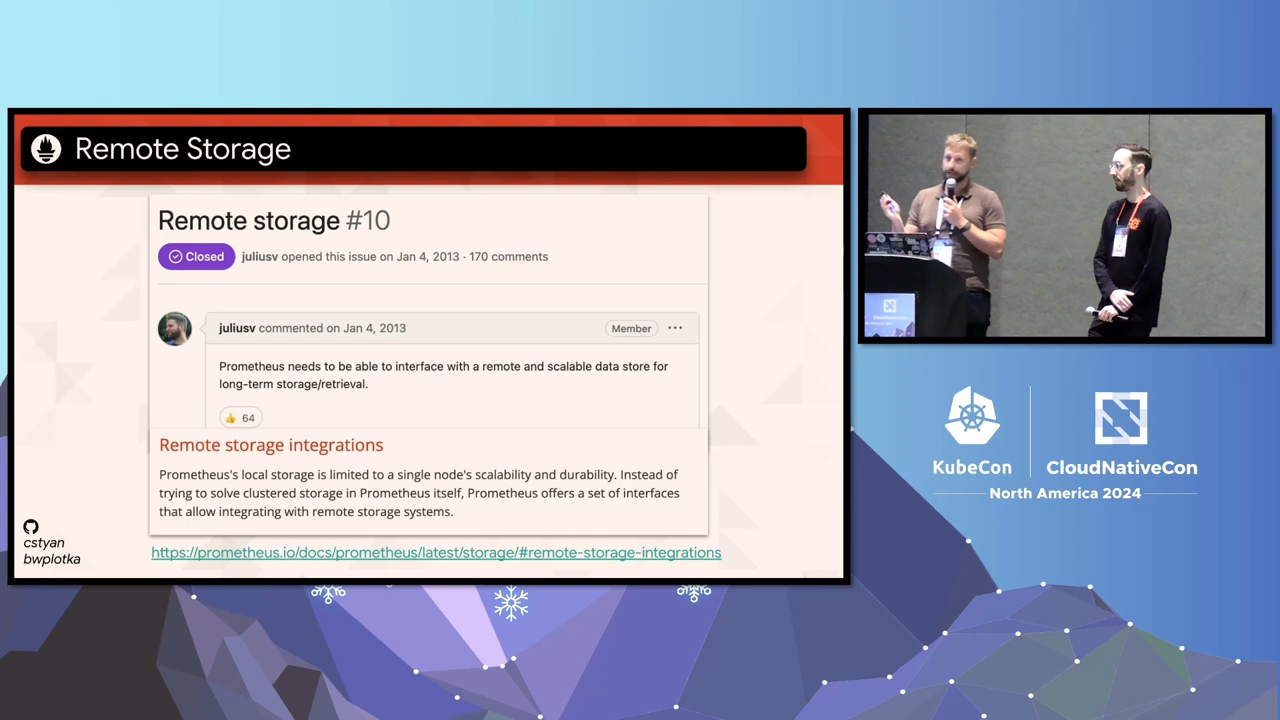 Remote Storage
Remote storage #10
Closed
juliusv opened this issue on Jan 4, 2013 · 170 comments
juliusv commented on Jan 4, 2013
Member
Prometheus needs to be able to interface with a remote and scalable data store for
long-term storage/retrieval.
👍 64
Remote storage integrations
Prometheus's local storage is limited to a single node's scalability and durability. Instead of
trying to solve clustered storage in Prometheus itself, Prometheus offers a set of interfaces
that allow integrating with remote storage systems.
cstyan
bwplotka
https://prometheus.io/docs/prometheus/latest/storage/#remote-storage-integrations
KubeCon
CloudNativeCon
North America 2024